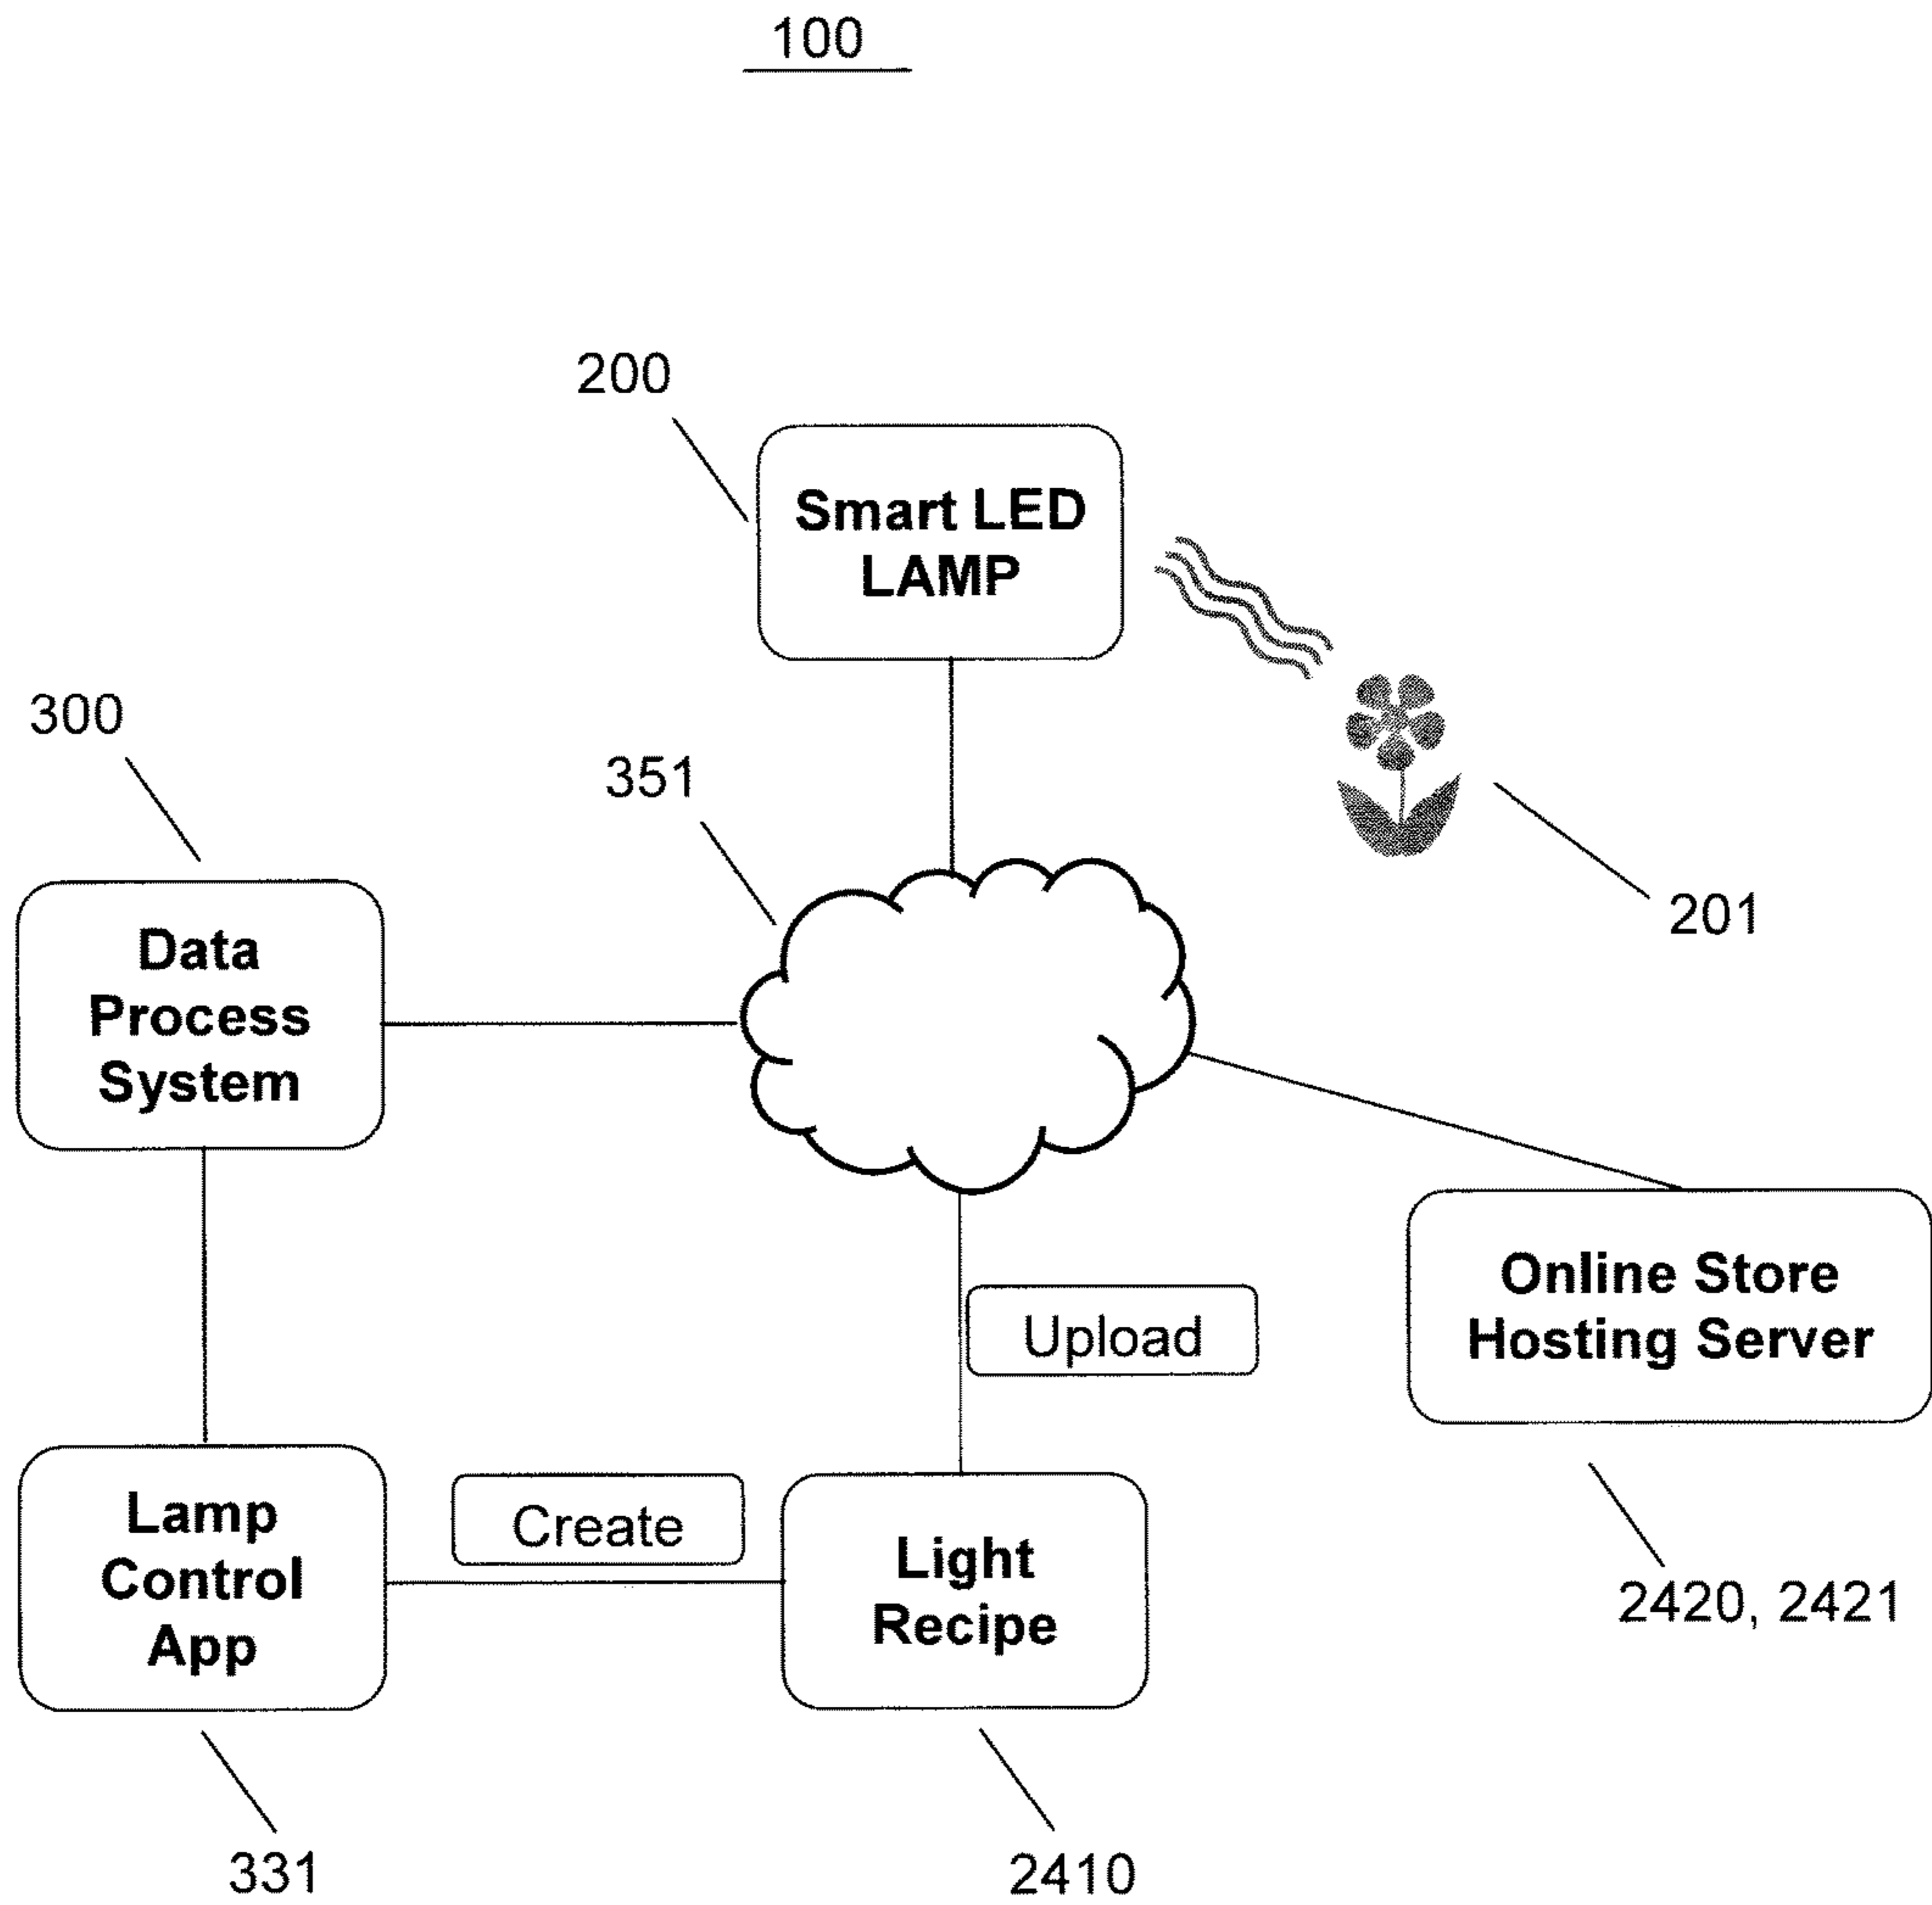 100
200
Smart LED
LAMP
300
351
201
Data
Process
System
Online Store
Hosting Server
Upload
Lamp
Control
App
Create
Light
Recipe
2420, 2421
331
2410